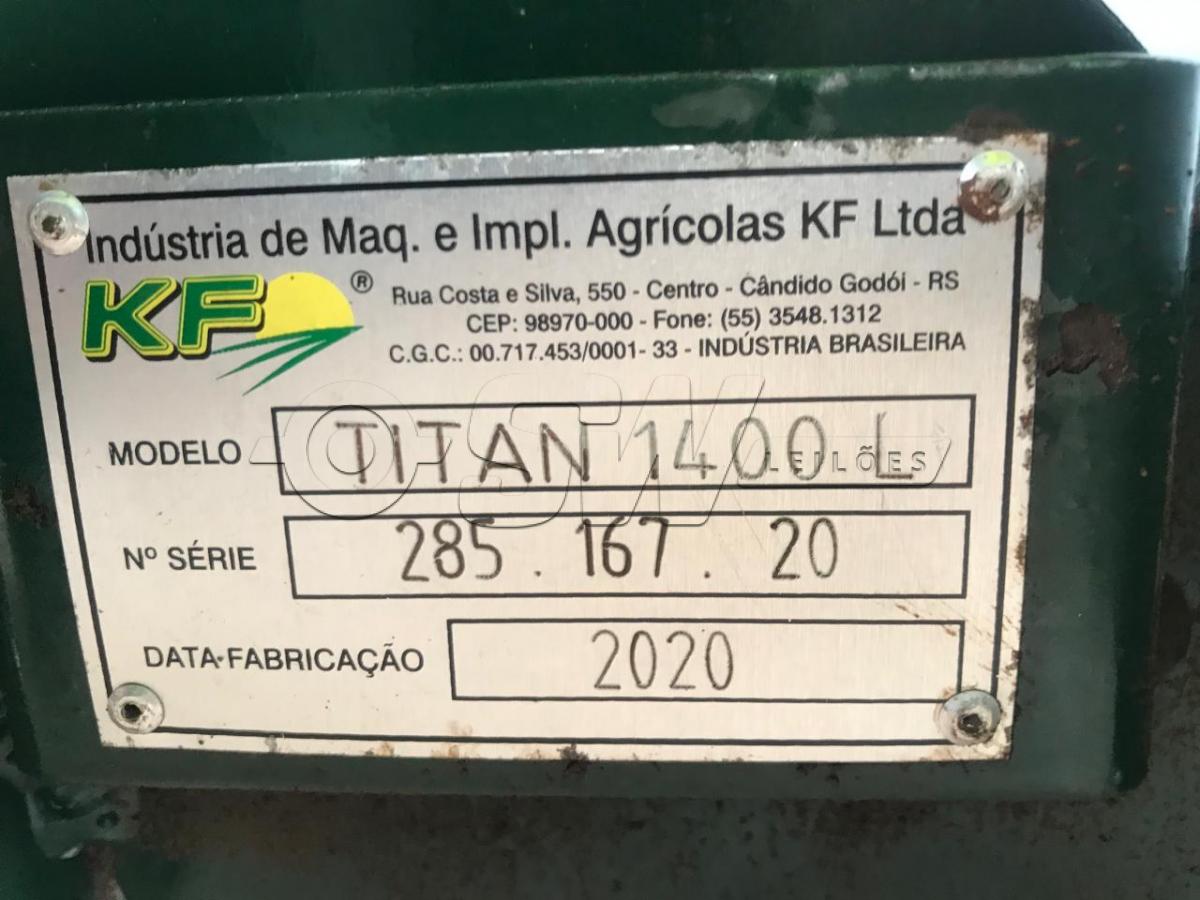 Indústria de Maq. e Impl. Agrícolas KF Ltda
KF ®
Rua Costa e Silva, 550 - Centro - Cândido Godói - RS
CEP: 98970-000 - Fone: (55) 3548.1312
C.G.C.: 00.717.453/0001- 33 - INDÚSTRIA BRASILEIRA
MODELO TITAN 1400 L
SW LEILÕES
Nº SÉRIE 285.167.20
DATA-FABRICAÇÃO 2020